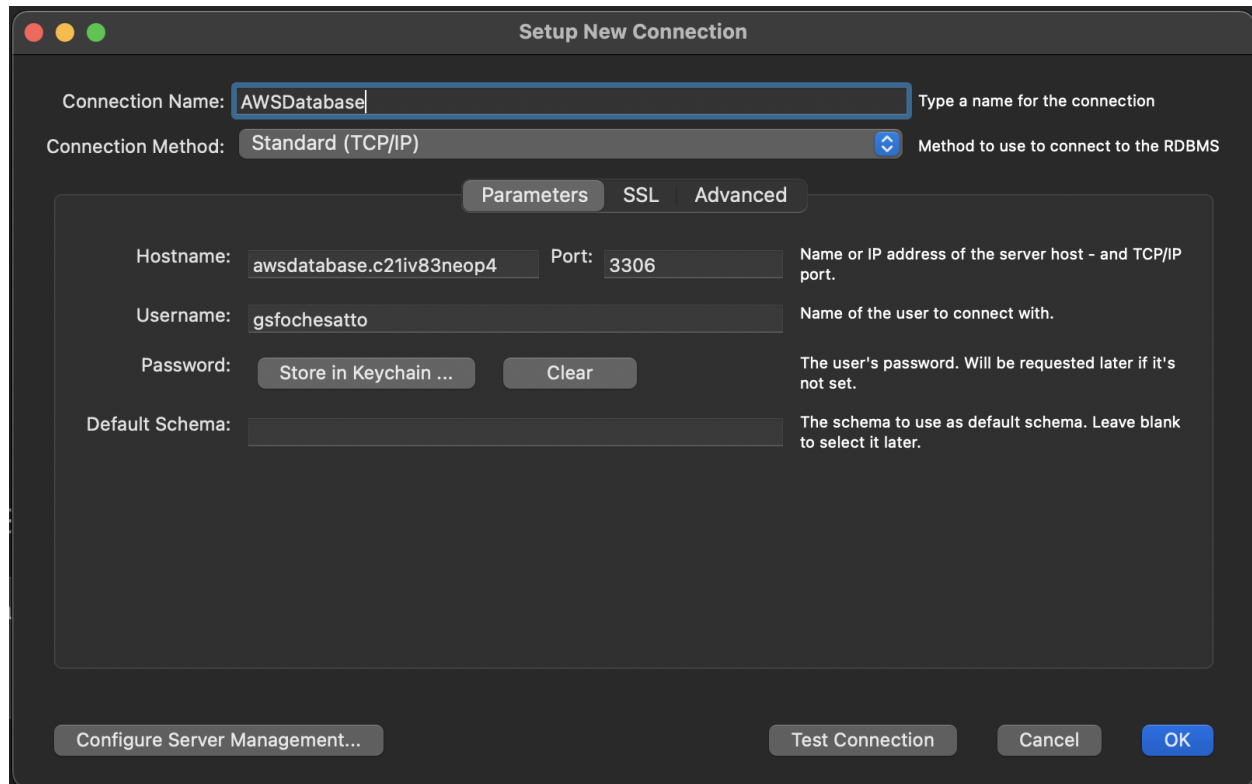 Setup New Connection
Connection Name: AWSDatabase Type a name for the connection
Connection Method: Standard (TCP/IP) Method to use to connect to the RDBMS
Parameters SSL Advanced
Hostname: awsdatabase.c21iv83neop4 Port: 3306 Name or IP address of the server host - and TCP/IP
port.
Username: gsfochesatto Name of the user to connect with.
Password: Store in Keychain ... Clear The user's password. Will be requested later if it's
not set.
Default Schema: The schema to use as default schema. Leave blank
to select it later.
Configure Server Management... Test Connection Cancel OK